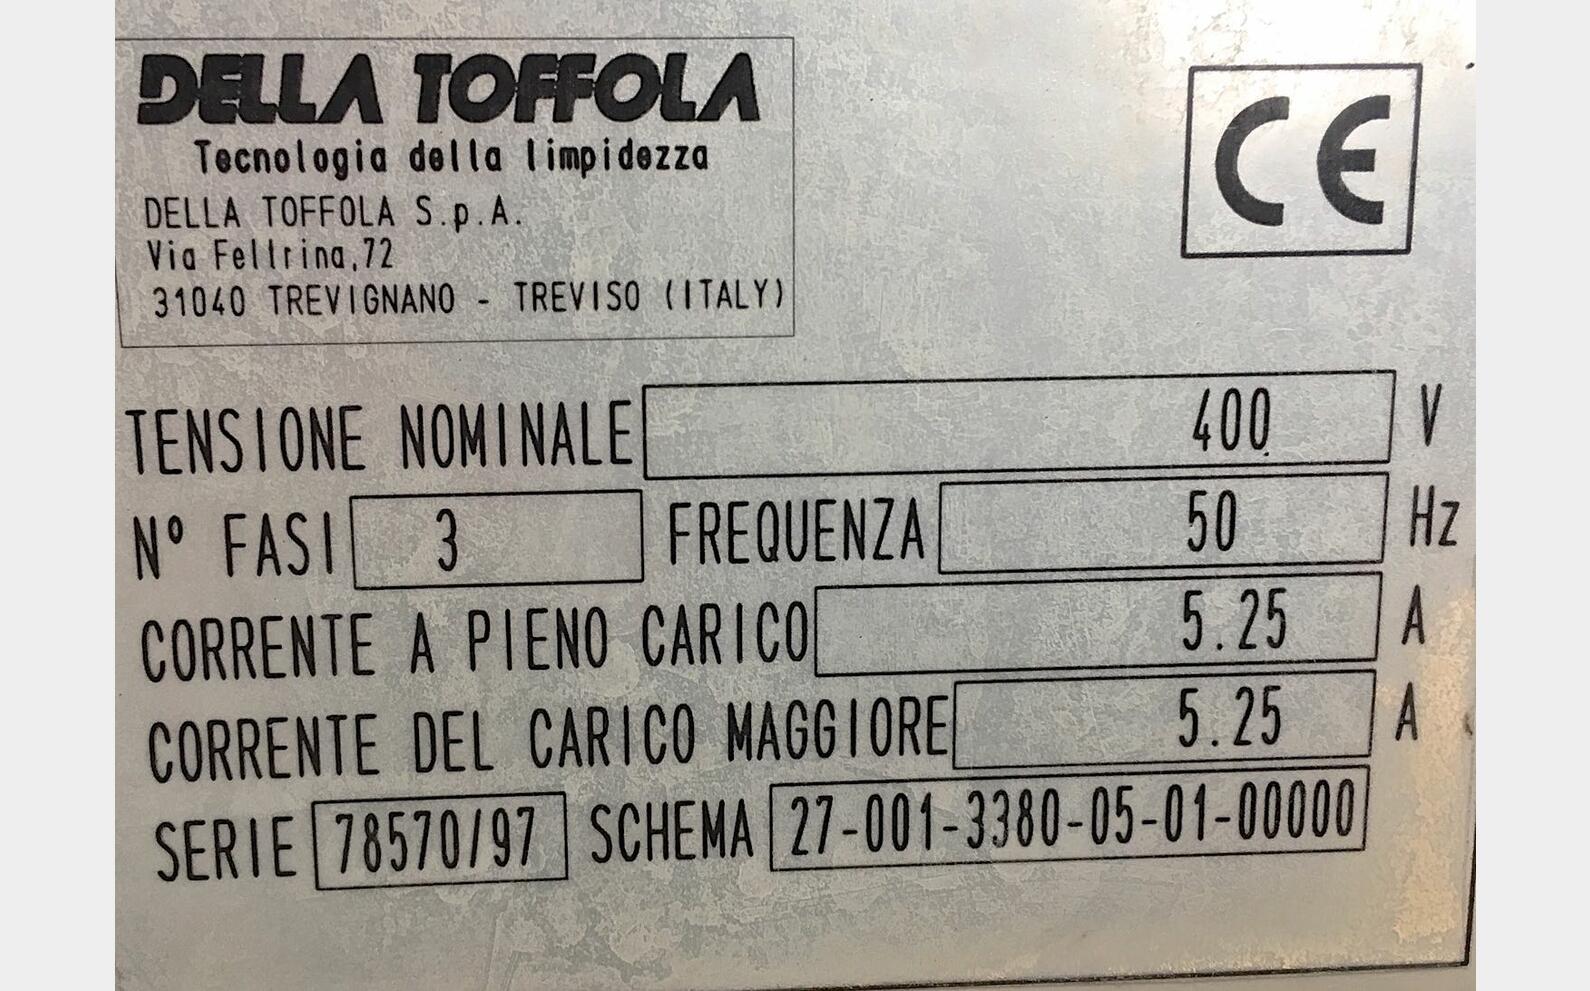 DELLA TOFFOLA
Tecnologia della limpidezza
DELLA TOFFOLA S.p.A.
Via Feltrina,72
31040 TREVIGNANO - TREVISO (ITALY)
CE
TENSIONE NOMINALE 400 V
N° FASI 3 FREQUENZA 50 Hz
CORRENTE A PIENO CARICO 5.25 A
CORRENTE DEL CARICO MAGGIORE 5.25 A
SERIE 78570/97 SCHEMA 27-001-3380-05-01-00000